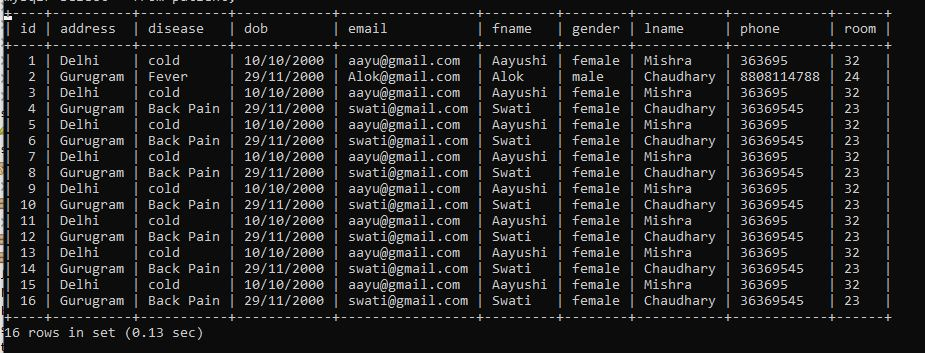 | id | address  | disease   | dob        | email           | fname   | gender | lname     | phone      | room |
| 1 | Delhi    | cold      | 10/10/2000 | aayu@gmail.com  | Aayushi | female | Mishra    | 363695     | 32   |
| 2 | Gurugram | Fever     | 29/11/2000 | Alok@gmail.com  | Alok    | male   | Chaudhary | 8808114788 | 24   |
| 3 | Delhi    | cold      | 10/10/2000 | aayu@gmail.com  | Aayushi | female | Mishra    | 363695     | 32   |
| 4 | Gurugram | Back Pain | 29/11/2000 | swati@gmail.com | Swati   | female | Chaudhary | 36369545   | 23   |
| 5 | Delhi    | cold      | 10/10/2000 | aayu@gmail.com  | Aayushi | female | Mishra    | 363695     | 32   |
| 6 | Gurugram | Back Pain | 29/11/2000 | swati@gmail.com | Swati   | female | Chaudhary | 36369545   | 23   |
| 7 | Delhi    | cold      | 10/10/2000 | aayu@gmail.com  | Aayushi | female | Mishra    | 363695     | 32   |
| 8 | Gurugram | Back Pain | 29/11/2000 | swati@gmail.com | Swati   | female | Chaudhary | 36369545   | 23   |
| 9 | Delhi    | cold      | 10/10/2000 | aayu@gmail.com  | Aayushi | female | Mishra    | 363695     | 32   |
| 10 | Gurugram | Back Pain | 29/11/2000 | swati@gmail.com | Swati   | female | Chaudhary | 36369545   | 23   |
| 11 | Delhi    | cold      | 10/10/2000 | aayu@gmail.com  | Aayushi | female | Mishra    | 363695     | 32   |
| 12 | Gurugram | Back Pain | 29/11/2000 | swati@gmail.com | Swati   | female | Chaudhary | 36369545   | 23   |
| 13 | Delhi    | cold      | 10/10/2000 | aayu@gmail.com  | Aayushi | female | Mishra    | 363695     | 32   |
| 14 | Gurugram | Back Pain | 29/11/2000 | swati@gmail.com | Swati   | female | Chaudhary | 36369545   | 23   |
| 15 | Delhi    | cold      | 10/10/2000 | aayu@gmail.com  | Aayushi | female | Mishra    | 363695     | 32   |
| 16 | Gurugram | Back Pain | 29/11/2000 | swati@gmail.com | Swati   | female | Chaudhary | 36369545   | 23   |
16 rows in set (0.13 sec)